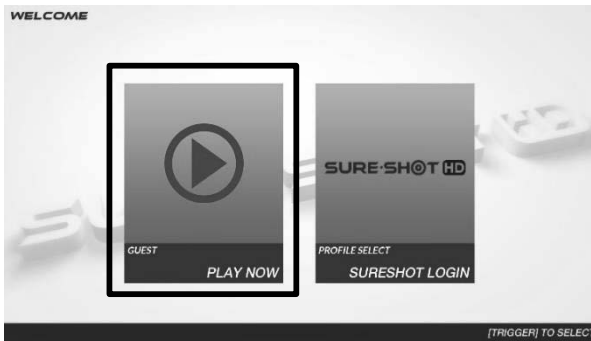 WELCOME
SURE·SHOT HD
GUEST
PLAY NOW
PROFILE SELECT
SURESHOT LOGIN
[TRIGGER] TO SELECT